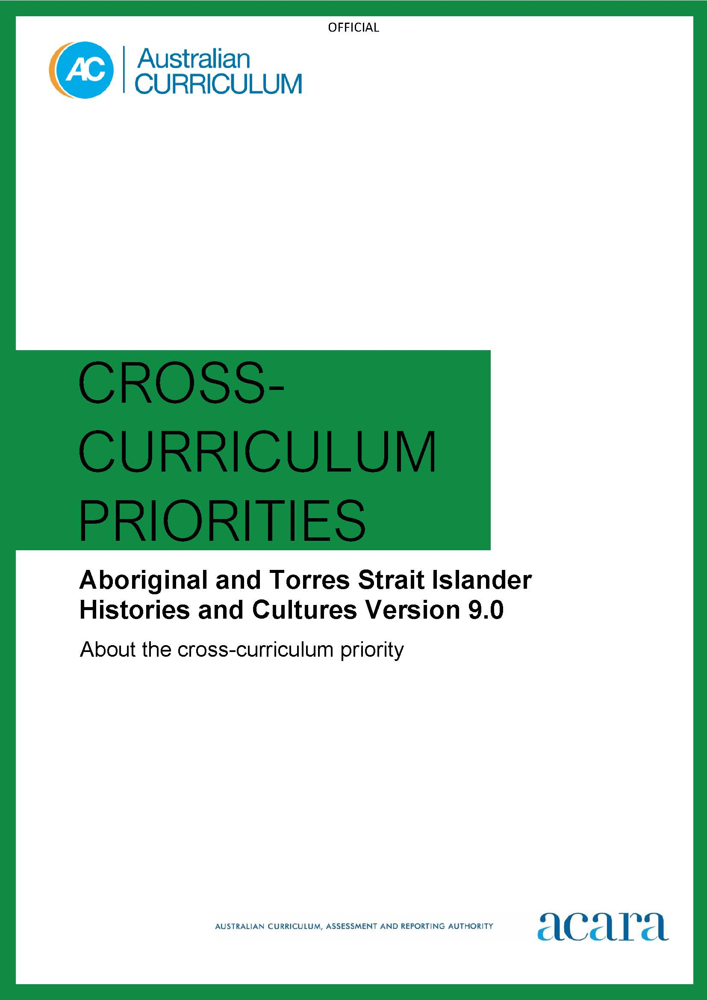 OFFICIAL
AC
Australian
CURRICULUM
CROSS-
CURRICULUM
PRIORITIES
Aboriginal and Torres Strait Islander
Histories and Cultures Version 9.0
About the cross-curriculum priority
AUSTRALIAN CURRICULUM, ASSESSMENT AND REPORTING AUTHORITY
acara